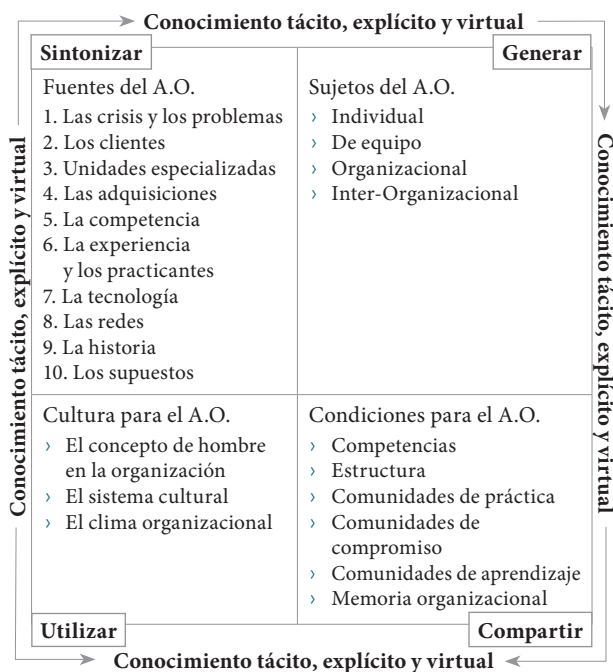 Conocimiento tácito, explícito y virtual
Sintonizar
Fuentes del A.O.
1. Las crisis y los problemas
2. Los clientes
3. Unidades especializadas
4. Las adquisiciones
5. La competencia
6. La experiencia
y los practicantes
7. La tecnología
8. Las redes
9. La historia
10. Los supuestos
Generar
Sujetos del A.O.
› Individual
› De equipo
› Organizacional
› Inter-Organizacional
Conocimiento tácito, explícito y virtual
Conocimiento tácito, explícito y virtual
Cultura para el A.O.
› El concepto de hombre
en la organización
› El sistema cultural
› El clima organizacional
Utilizar
Condiciones para el A.O.
› Competencias
› Estructura
› Comunidades de práctica
› Comunidades de
compromiso
› Comunidades de aprendizaje
› Memoria organizacional
Compartir
Conocimiento tácito, explícito y virtual